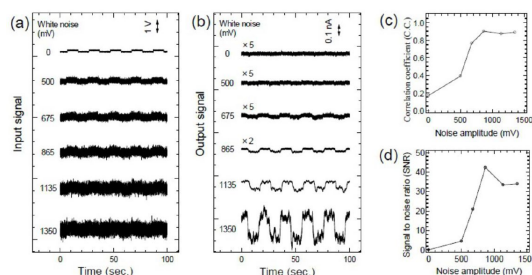 (a)
White noise
(mV)
1 V
0
500
675
865
1135
1350
Input signal
0 50 100
Time (sec.)
(b)
White noise
(mV)
0.1 nA
×5
0
×5
500
×5
675
×2
865
1135
1350
Output signal
0 50 100
Time (sec.)
(c)
Correlation coefficient (C.C.)
1.0
0.8
0.6
0.4
0.2
0.0
0 500 1000 1500
Noise amplitude (mV)
(d)
Signal to noise ratio (SNR)
50
40
30
20
10
0
0 500 1000 1500
Noise amplitude (mV)